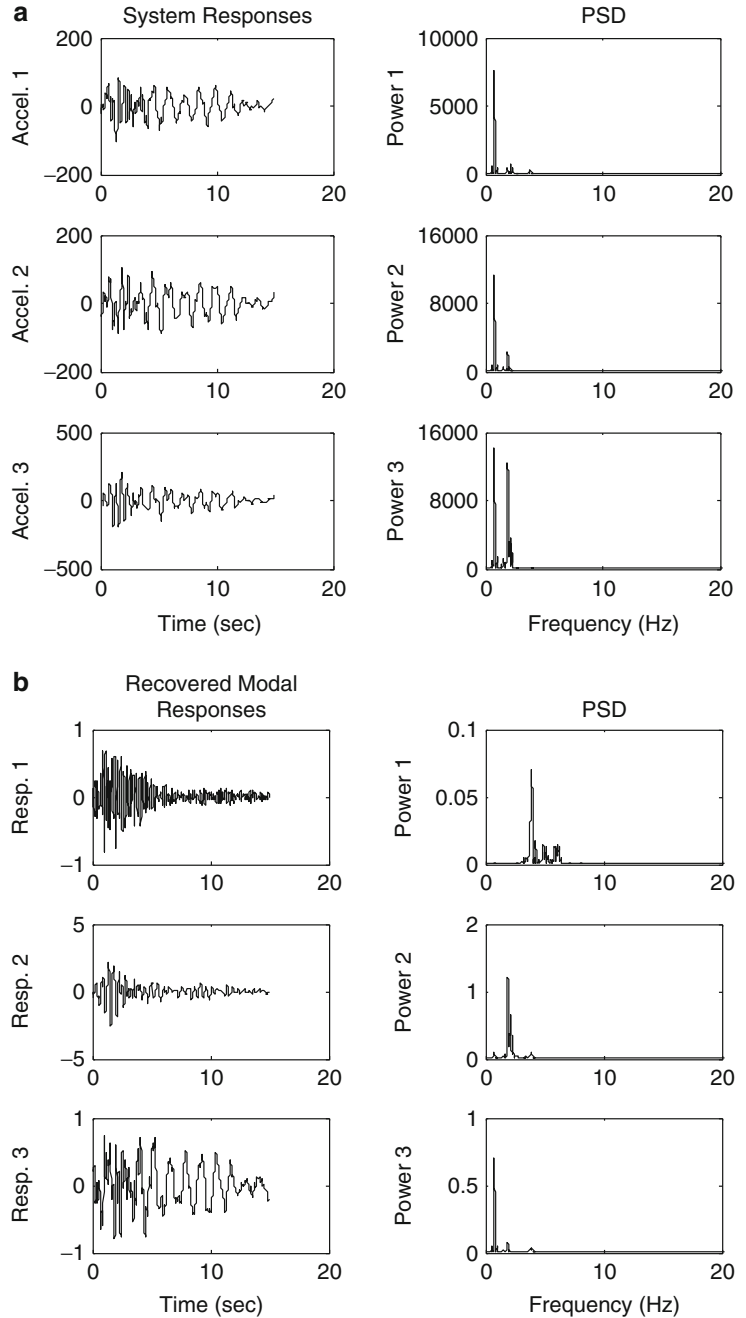 a
System Responses
PSD
Accel. 1
200
0
−200
0 10 20
Power 1
10000
5000
0
0 10 20
Accel. 2
200
0
−200
0 10 20
Power 2
16000
8000
0
0 10 20
Accel. 3
500
0
−500
0 10 20
Time (sec)
Power 3
16000
8000
0
0 10 20
Frequency (Hz)
b
Recovered Modal
Responses
PSD
Resp. 1
1
0
−1
0 10 20
Power 1
0.1
0.05
0
0 10 20
Resp. 2
5
0
−5
0 10 20
Power 2
2
1
0
0 10 20
Resp. 3
1
0
−1
0 10 20
Time (sec)
Power 3
1
0.5
0
0 10 20
Frequency (Hz)